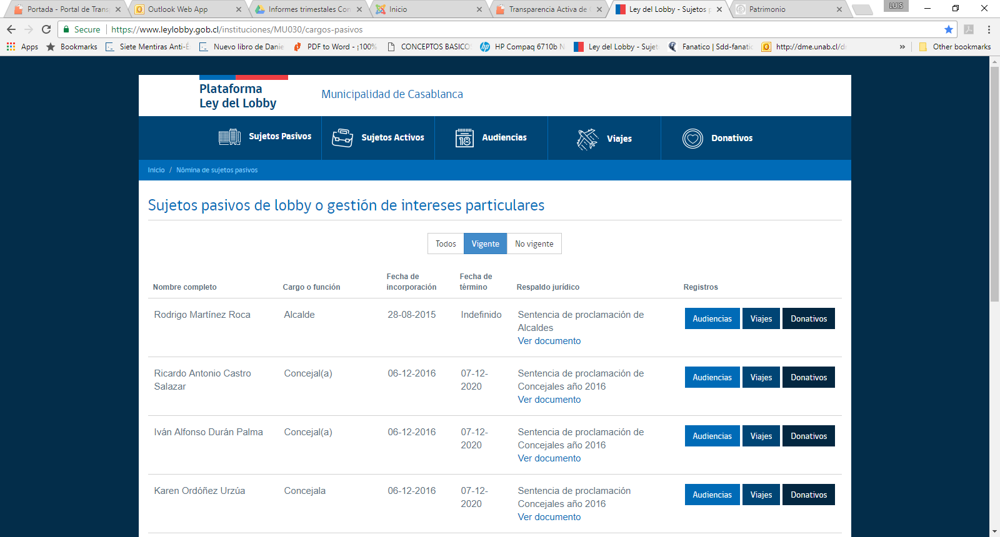 Portada - Portal de Trans
Outlook Web App
Informes trimestales Con
Inicio
Transparencia Activa de
Ley del Lobby - Sujetos p
Patrimonio
LUIS
Secure
https://www.leylobby.gob.cl/instituciones/MU030/cargos-pasivos
Apps
Bookmarks
Siete Mentiras Anti-É
Nuevo libro de Danie
PDF to Word - ¡100%
CONCEPTOS BASICO
HP Compaq 6710b N
Ley del Lobby - Sujet
Fanatico | Sdd-fanatic
http://dme.unab.cl/d
»
Other bookmarks
Plataforma
Ley del Lobby
Municipalidad de Casablanca
Sujetos Pasivos
Sujetos Activos
18
Audiencias
Viajes
Donativos
Inicio / Nómina de sujetos pasivos
Sujetos pasivos de lobby o gestión de intereses particulares
Todos
Vigente
No vigente
Nombre completo
Cargo o función
Fecha de
incorporación
Fecha de
término
Respaldo jurídico
Registros
Rodrigo Martínez Roca
Alcalde
28-08-2015
Indefinido
Sentencia de proclamación de
Alcaldes
Ver documento
Audiencias
Viajes
Donativos
Ricardo Antonio Castro
Salazar
Concejal(a)
06-12-2016
07-12-
2020
Sentencia de proclamación de
Concejales año 2016
Ver documento
Audiencias
Viajes
Donativos
Iván Alfonso Durán Palma
Concejal(a)
06-12-2016
07-12-
2020
Sentencia de proclamación de
Concejales año 2016
Ver documento
Audiencias
Viajes
Donativos
Karen Ordóñez Urzúa
Concejala
06-12-2016
07-12-
2020
Sentencia de proclamación
Concejales año 2016
Ver documento
Audiencias
Viajes
Donativos